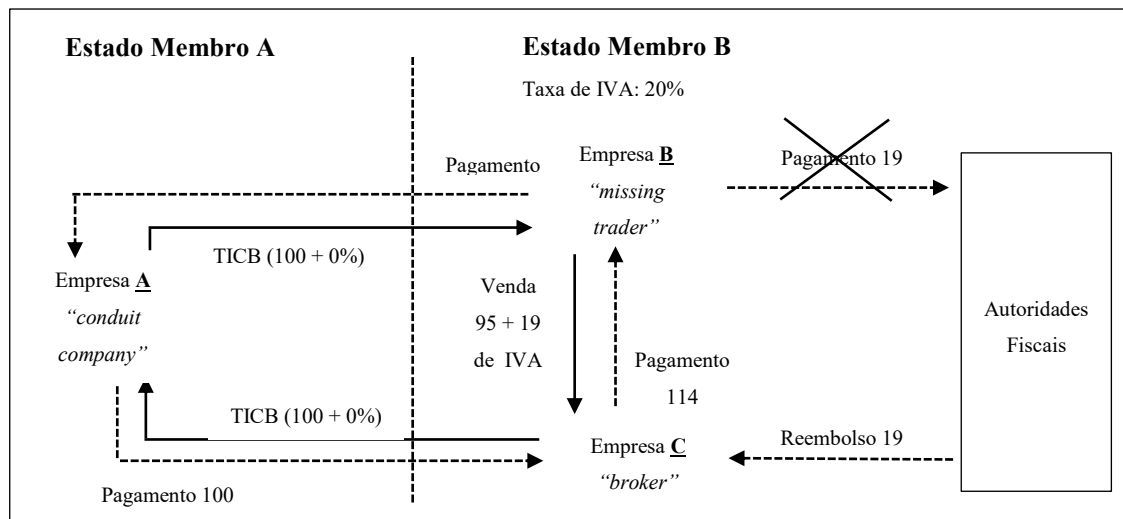 Estado Membro A
Estado Membro B
Taxa de IVA: 20%
Pagamento
Empresa B
“missing
trader”
Pagamento 19
TICB (100 + 0%)
Empresa A
“conduit
company”
Venda
95 + 19
de IVA
Pagamento
114
Autoridades
Fiscais
TICB (100 + 0%)
Empresa C
“broker”
Reembolso 19
Pagamento 100